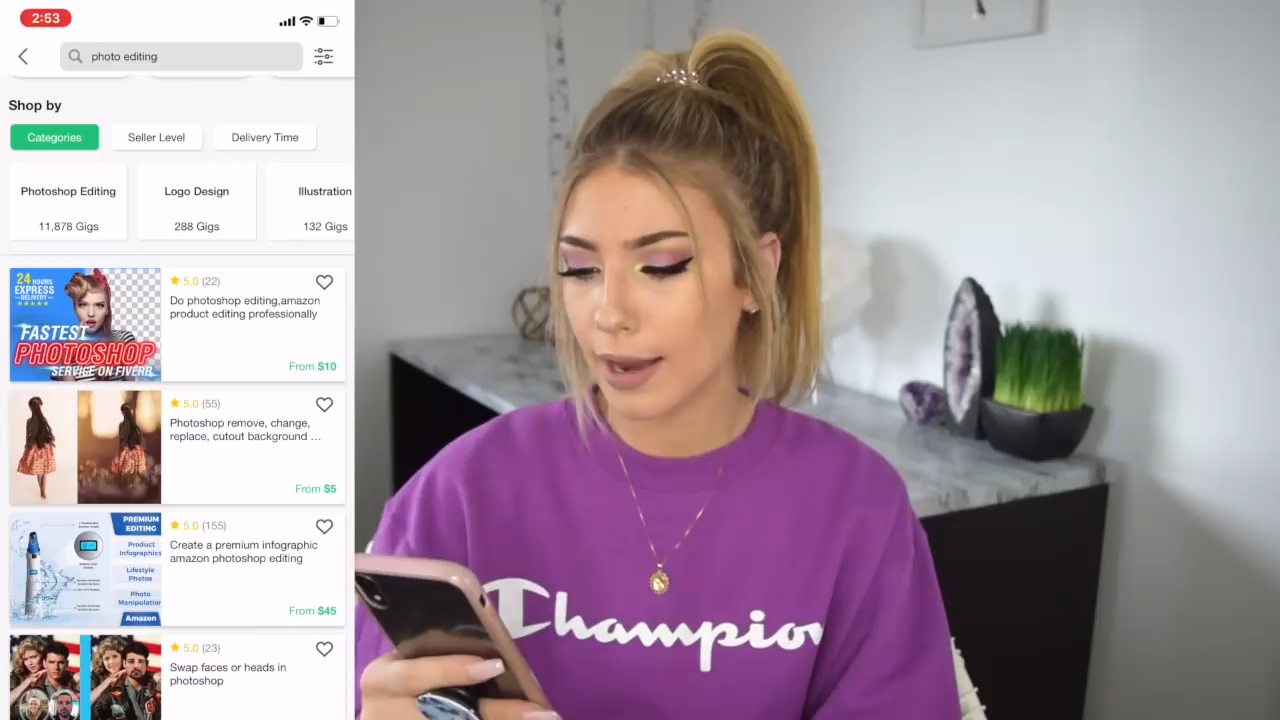 2:53
photo editing
Shop by
Categories
Seller Level
Delivery Time
Photoshop Editing
11,878 Gigs
Logo Design
288 Gigs
Illustration
132 Gigs
24 HOURS
EXPRESS
DELIVERY
FASTEST
PHOTOSHOP
SERVICE ON FIVERR
5.0 (22)
Do photoshop editing,amazon
product editing professionally
From $10
5.0 (55)
Photoshop remove, change,
replace, cutout background ...
From $5
PREMIUM
EDITING
Product
Infographics
Lifestyle
Photos
Photo
Manipulation
Amazon
5.0 (155)
Create a premium infographic
amazon photoshop editing
From $45
5.0 (23)
Swap faces or heads in
photoshop
Champion